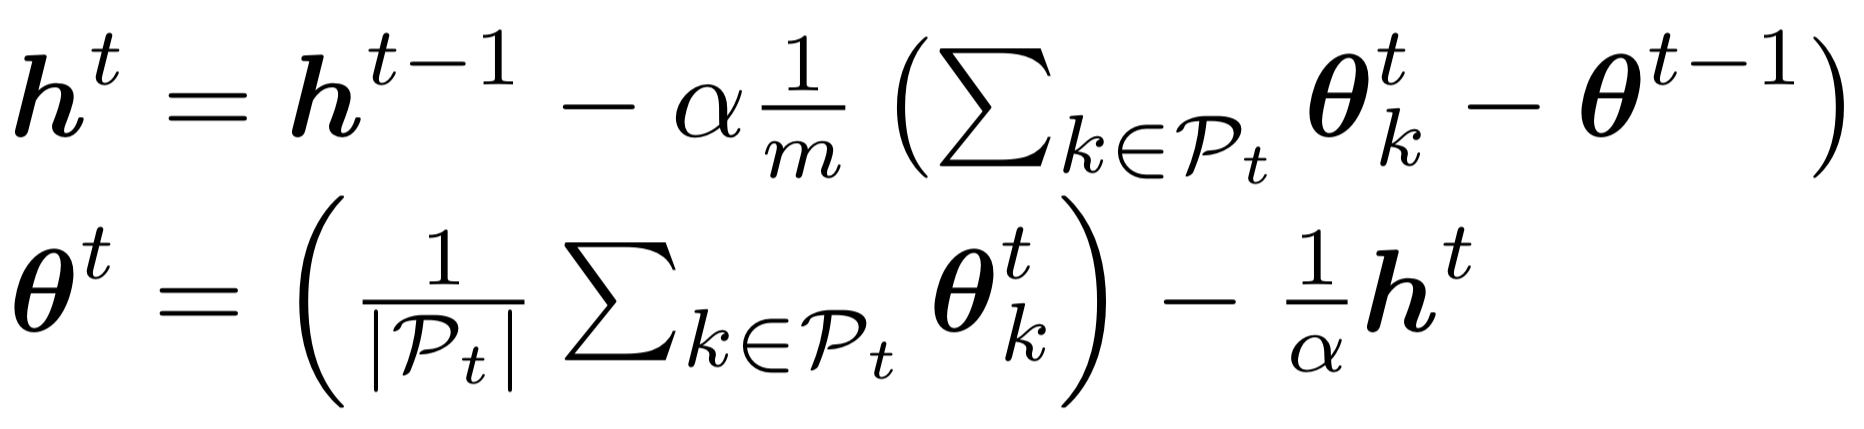 $\boldsymbol{h}^t = \boldsymbol{h}^{t-1} - \alpha \frac{1}{m} \left( \sum_{k \in \mathcal{P}_t} \boldsymbol{\theta}_k^t - \boldsymbol{\theta}^{t-1} \right)$
$\boldsymbol{\theta}^t = \left( \frac{1}{|\mathcal{P}_t|} \sum_{k \in \mathcal{P}_t} \boldsymbol{\theta}_k^t \right) - \frac{1}{\alpha} \boldsymbol{h}^t$